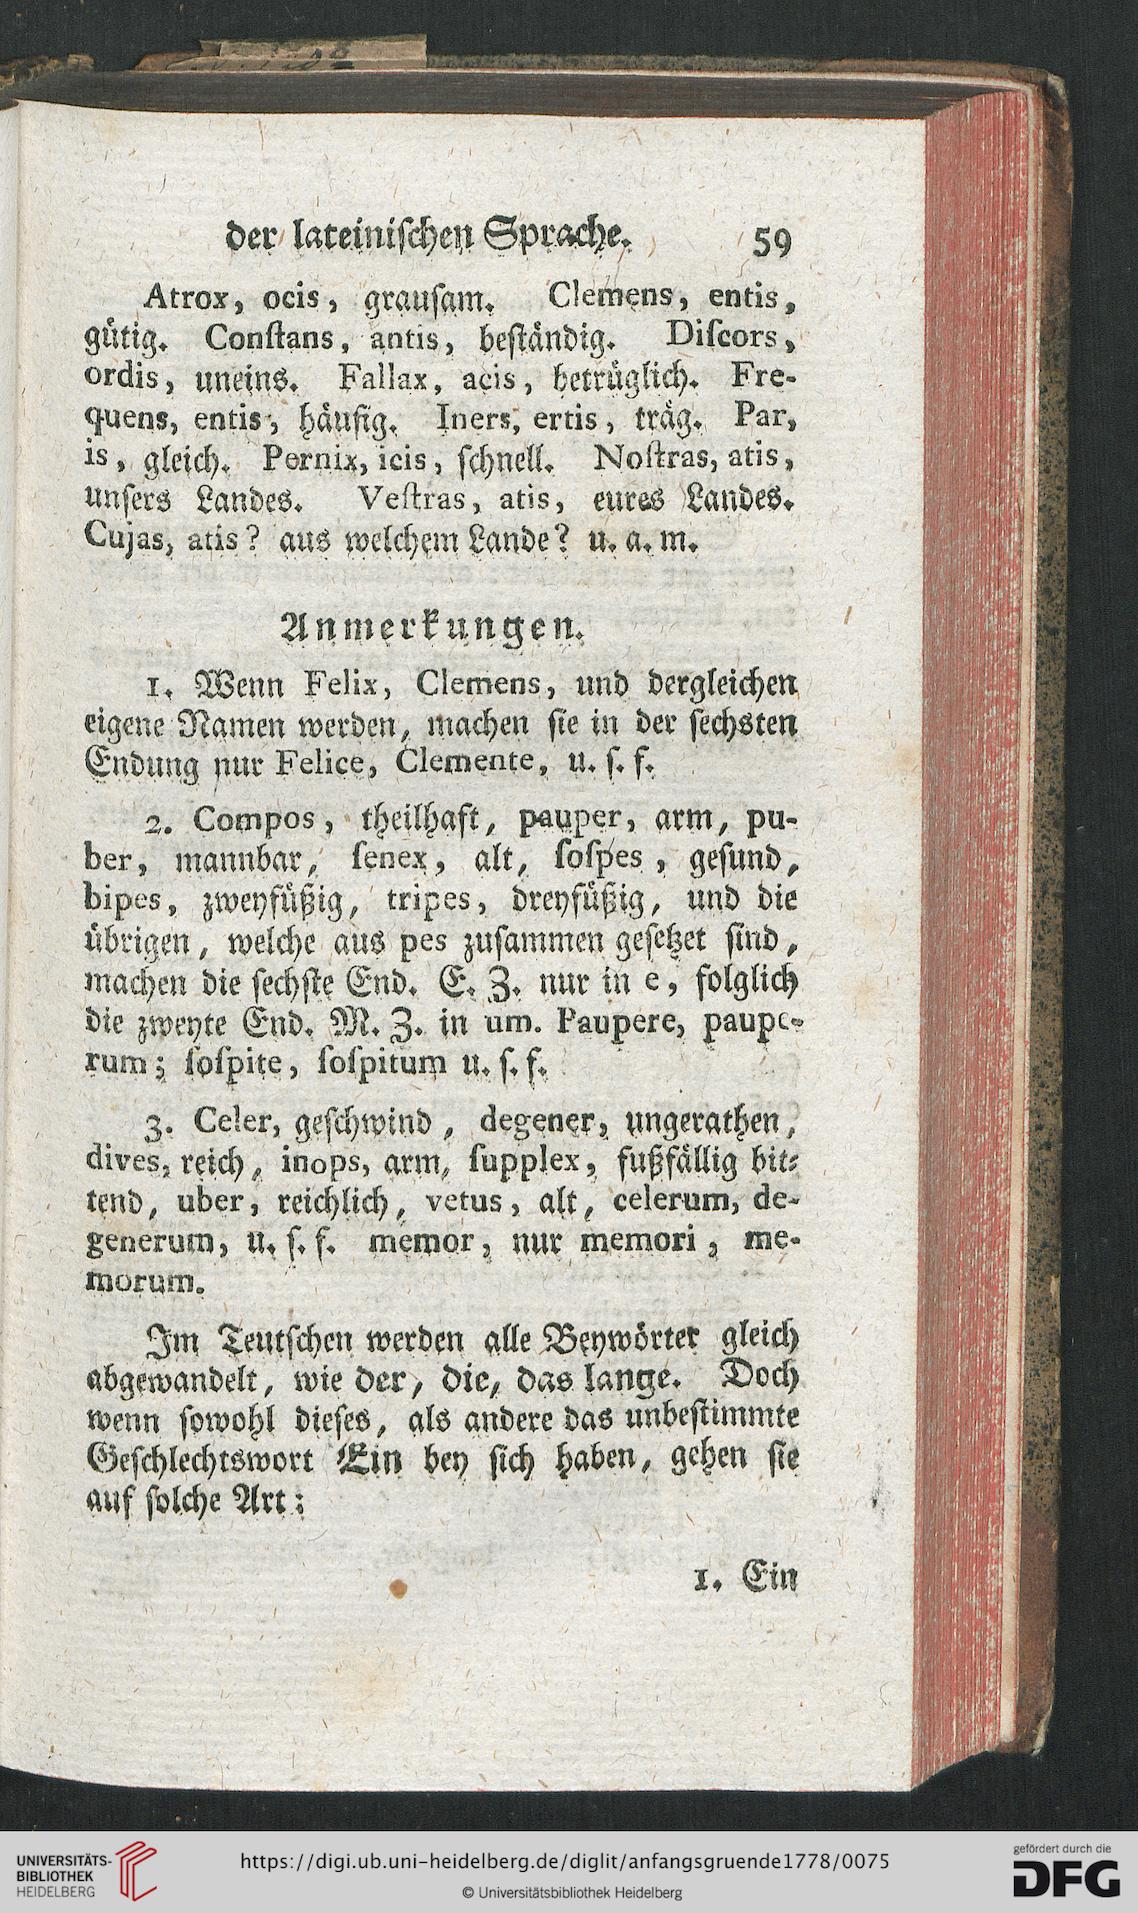 der lateiniſchen Sprache. 59
Atrox, ocis, grauſam. Clemens, entis,
gütig. Conſtans, antis, beſtändig. Diſcors,
ordis, uneins. Fallax, acis, betrüglich. Fre-
quens, entis, häufig. Iners, ertis, träg. Par,
is, gleich. Pernix, icis, ſchnell. Noſtras, atis,
unſers Landes. Veſtras, atis, eures Landes.
Cujas, atis? aus welchem Lande? u. a. m.
Anmerkungen.
1. Wenn Felix, Clemens, und dergleichen
eigene Namen werden, machen ſie in der ſechsten
Endung nur Felice, Clemente, u. ſ. f.
2. Compos, theilhaft, pauper, arm, pu-
ber, mannbar, ſenex, alt, ſoſpes, geſund,
bipes, zweyfüßig, tripes, dreyfüßig, und die
übrigen, welche aus pes zuſammen geſetzet ſind,
machen die ſechſte End. E. Z. nur in e, folglich
die zweyte End. M. Z. in um. Paupere, paupe-
rum; ſoſpite, ſoſpitum u. ſ. f.
3. Celer, geſchwind, degener, ungerathen,
dives, reich, inops, arm, ſupplex, fußfällig bit-
tend, uber, reichlich, vetus, alt, celerum, de-
generum, u. ſ. f. memor, nur memori, me-
morum.
Im Teutſchen werden alle Beywörter gleich
abgewandelt, wie der, die, das lange. Doch
wenn ſowohl dieſes, als andere das unbeſtimmte
Geſchlechtswort Ein bey ſich haben, gehen ſie
auf ſolche Art:
1. Ein
UNIVERSITÄTS-
BIBLIOTHEK
HEIDELBERG
https://digi.ub.uni-heidelberg.de/diglit/anfangsgruende1778/0075
© Universitätsbibliothek Heidelberg
gefördert durch die
DFG